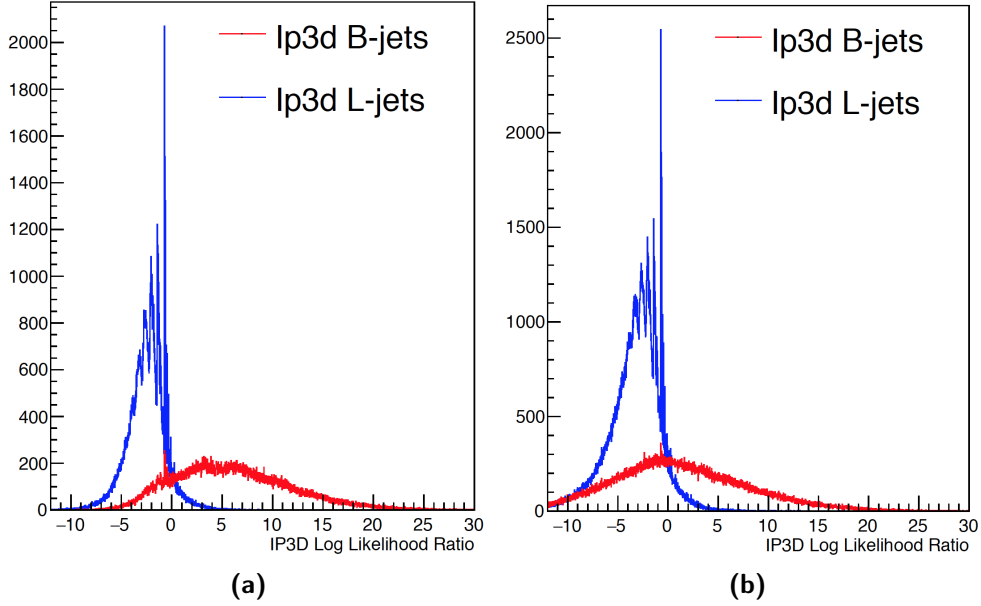 Ip3d B-jets
Ip3d L-jets
2000
1800
1600
1400
1200
1000
800
600
400
200
0
−10 −5 0 5 10 15 20 25 30
IP3D Log Likelihood Ratio
(a)
Ip3d B-jets
Ip3d L-jets
2500
2000
1500
1000
500
0
−10 −5 0 5 10 15 20 25 30
IP3D Log Likelihood Ratio
(b)